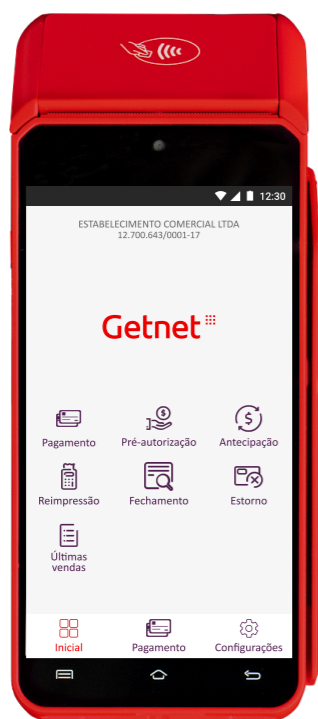 12:30
ESTABELECIMENTO COMERCIAL LTDA
12.700.643/0001-17
Getnet
Pagamento
Pré-autorização
Antecipação
Reimpressão
Fechamento
Estorno
Últimas
vendas
Inicial
Pagamento
Configurações